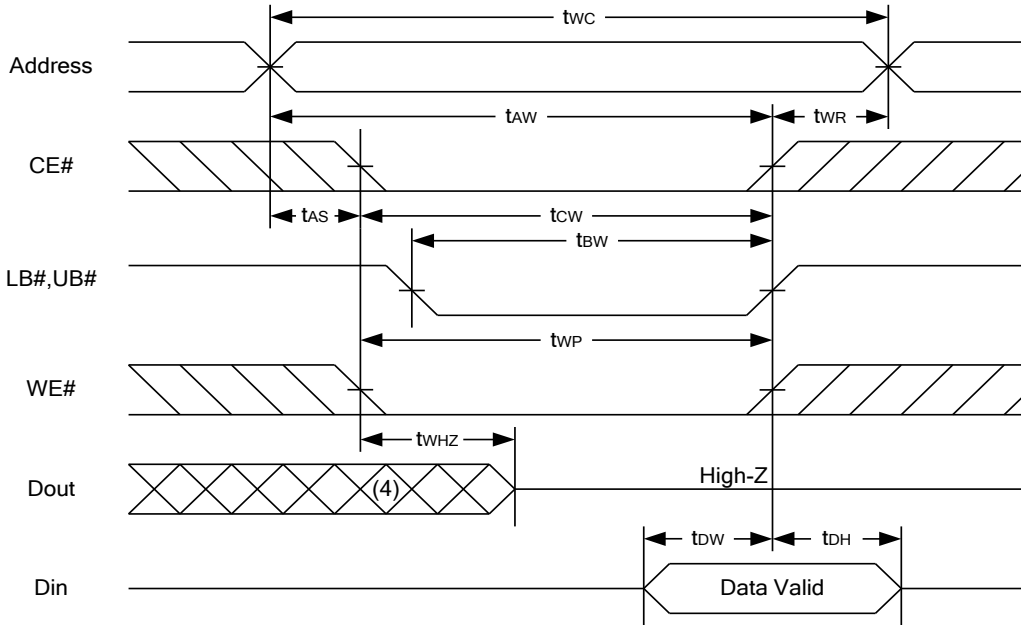 tWC
Address
tAW
tWR
CE#
tAS
tCW
tBW
LB#,UB#
tWP
WE#
tWHZ
Dout
(4)
High-Z
tDW
tDH
Din
Data Valid